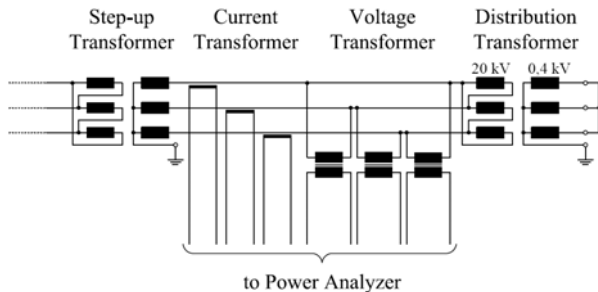 Step-up Current Voltage Distribution
Transformer Transformer Transformer Transformer
20 kV 0,4 kV
to Power Analyzer